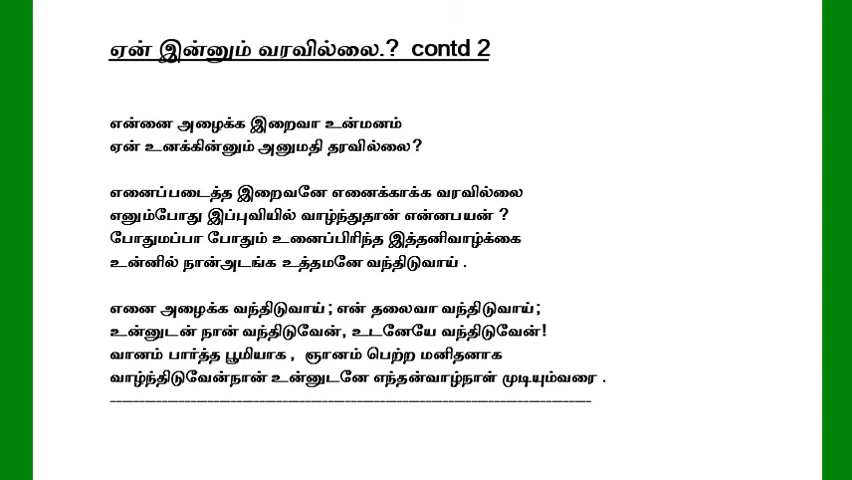 ஏன் இன்னும் வரவில்லை.? contd 2
என்னை அழைக்க இறைவா உன்மனம்
ஏன் உனக்கின்னும் அனுமதி தரவில்லை?
எனைப்படைத்த இறைவனே எனைக்காக்க வரவில்லை
எனும்போது இப்புவியில் வாழ்ந்துதான் என்னபயன் ?
போதுமப்பா போதும் உனைப்பிரிந்த இத்தனிவாழ்க்கை
உன்னில் நான்அடங்க உத்தமனே வந்திடுவாய் .
எனை அழைக்க வந்திடுவாய் ; என் தலைவா வந்திடுவாய் ;
உன்னுடன் நான் வந்திடுவேன், உடனேயே வந்திடுவேன்!
வானம் பார்த்த பூமியாக , ஞானம் பெற்ற மனிதனாக
வாழ்ந்திடுவேன்நான் உன்னுடனே எந்தன்வாழ்நாள் முடியும்வரை .